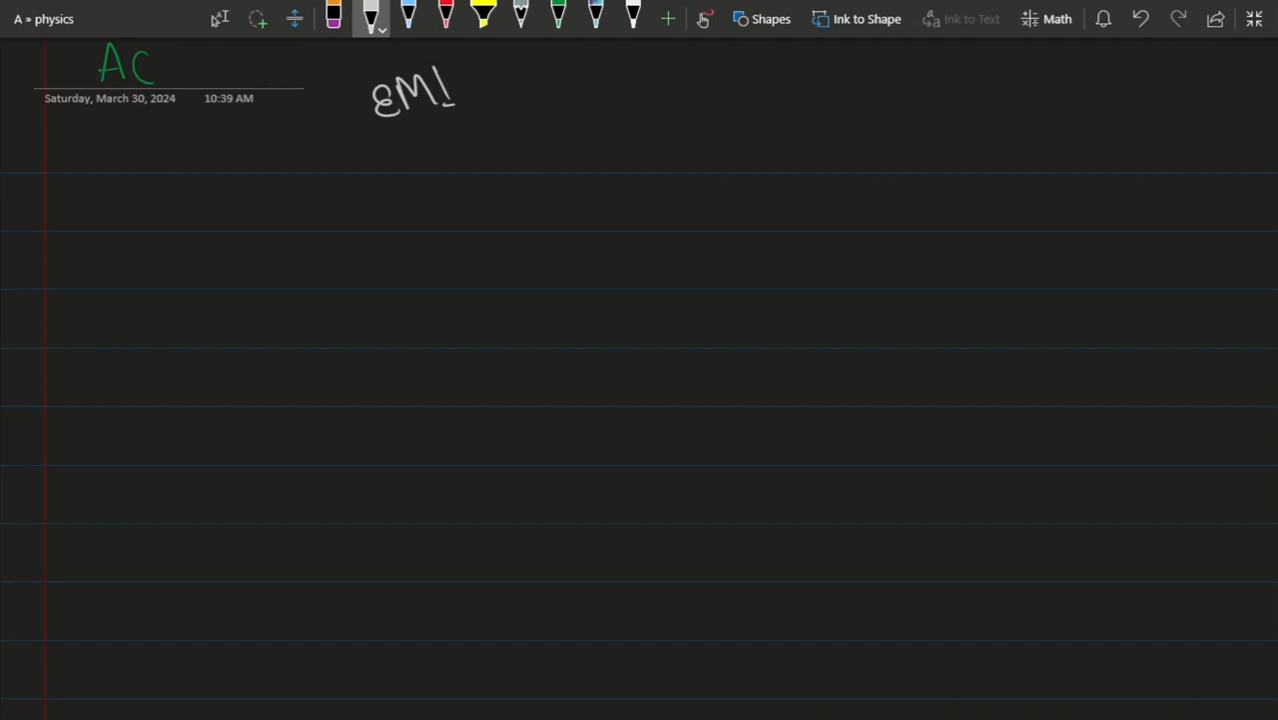 A » physics
Shapes
Ink to Shape
Ink to Text
Math
AC
Saturday, March 30, 2024 10:39 AM
EMI